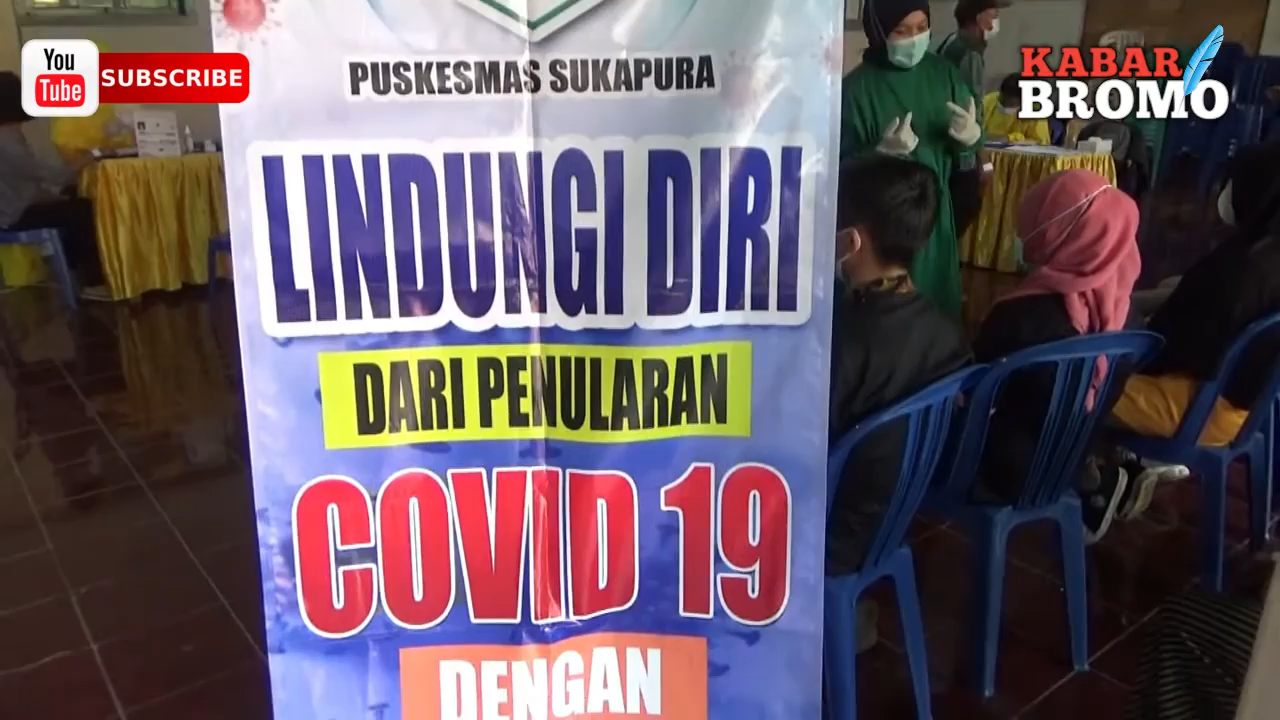 You
Tube
SUBSCRIBE
KABAR
BROMO
PUSKESMAS SUKAPURA
LINDUNGI DIRI
DARI PENULARAN
COVID 19
DENGAN